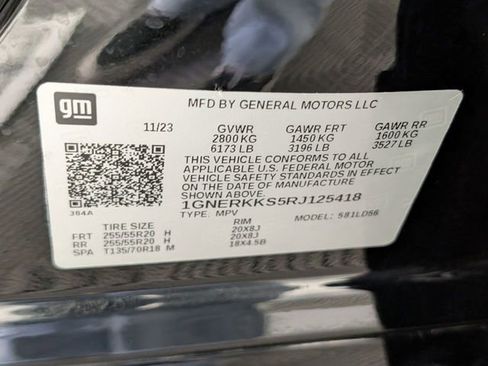 gm
MFD BY GENERAL MOTORS LLC
11/23 GVWR GAWR FRT GAWR RR
2800 KG 1450 KG 1600 KG
6173 LB 3196 LB 3527 LB
THIS VEHICLE CONFORMS TO ALL
APPLICABLE U.S. FEDERAL MOTOR
VEHICLE SAFETY STANDARDS IN EFFECT
ON THE DATE OF MANUFACTURE SHOWN ABOVE.
1GNERKKS5RJ125418
384A TYPE: MPV MODEL: 581LD56
TIRE SIZE RIM
FRT 255/55R20 H 20X8J
RR 255/55R20 H 20X8J
SPA T135/70R18 M 18X4.5B